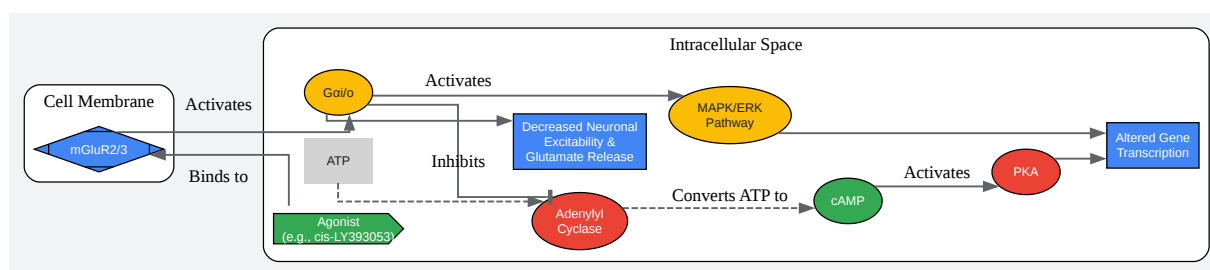 Intracellular Space
Cell Membrane
mGluR2/3
Activates
Binds to
Gαi/o
Activates
ATP
Inhibits
Agonist
(e.g., cis-LY393053)
Decreased Neuronal
Excitability &
Glutamate Release
Adenylyl
Cyclase
MAPK/ERK
Pathway
Converts ATP to
cAMP
Activates
PKA
Altered Gene
Transcription